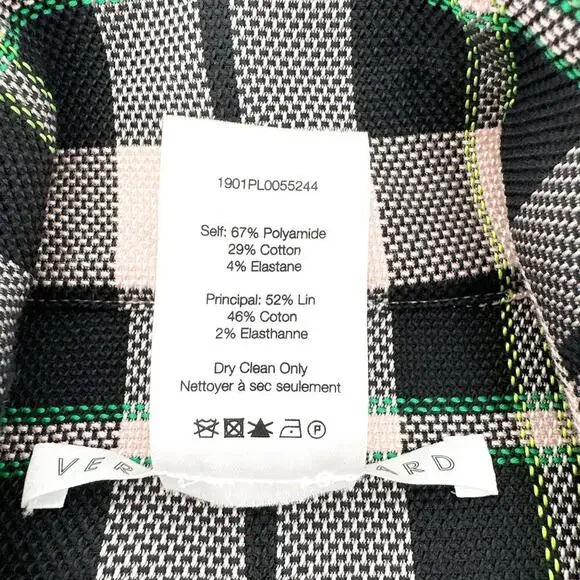 1901PL0055244
Self: 67% Polyamide
29% Cotton
4% Elastane
Principal: 52% Lin
46% Coton
2% Elasthanne
Dry Clean Only
Nettoyer à sec seulement
P